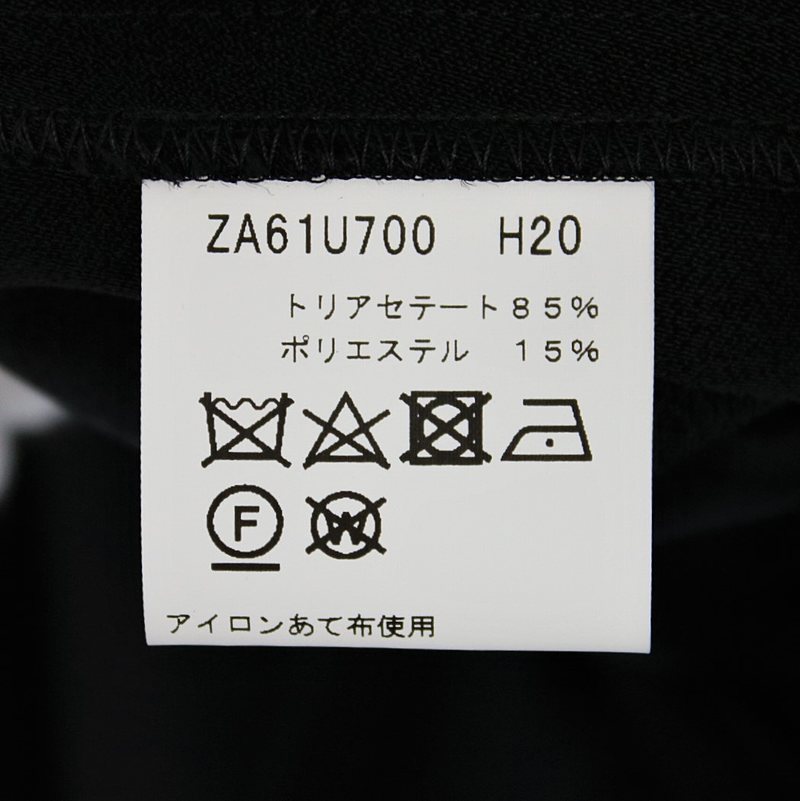 ZA61U700 H20
トリアセテート85%
ポリエステル 15%
F W
アイロンあて布使用